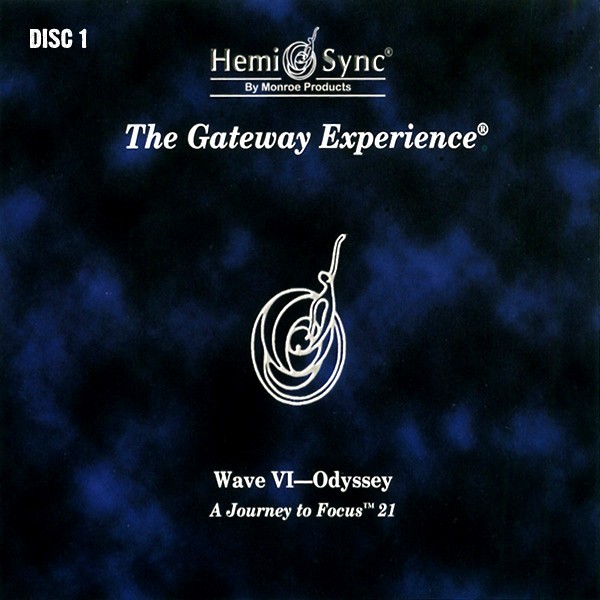 DISC 1
Hemi Sync®
By Monroe Products
The Gateway Experience®
Wave VI—Odyssey
A Journey to Focus™ 21